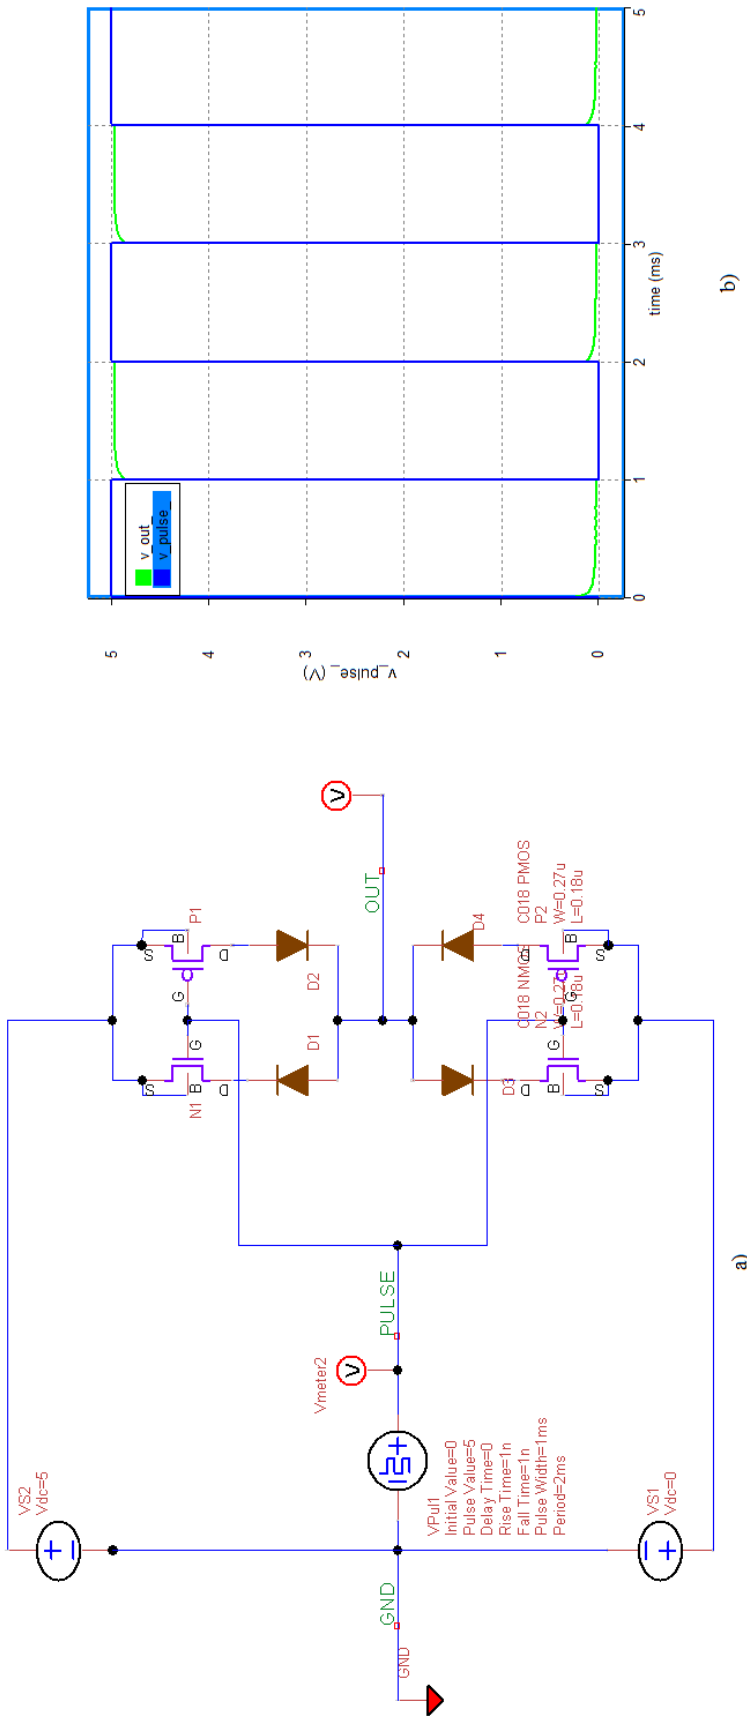 VS2
Vdc=5
GND
GND
VPul1
Initial Value=0
Pulse Value=5
Delay Time=0
Rise Time=1n
Fall Time=1n
Pulse Width=1ms
Period=2ms
VS1
Vdc=0
Vmeter2
V
PULSE
N1
P1
S
B
G
D
S
B
G
D
D1
D2
OUT
V
D3
D4
C018 NMOS
N2
C018 PMOS
P2
W=0.27u
L=0.18u
D
B
G
S
D
B
G
S
a)
v_out_
v_pulse_
v_pulse_ (V)
5
4
3
2
1
0
0
1
2
3
4
5
time (ms)
b)